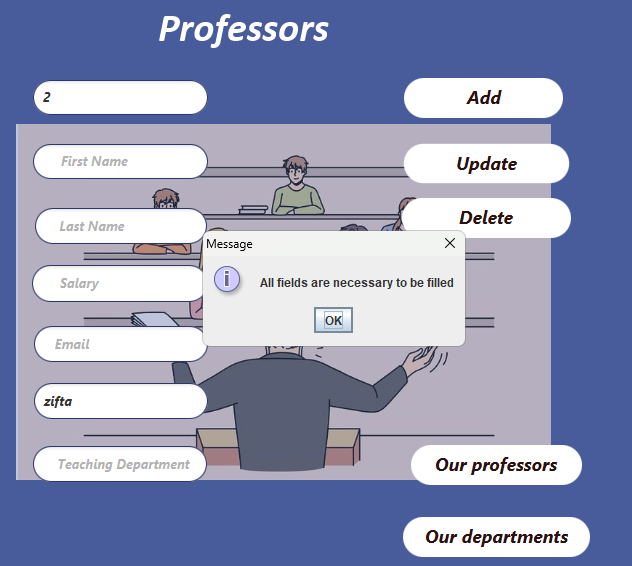 Professors
2
Add
First Name
Update
Last Name
Delete
Message
Salary
All fields are necessary to be filled
OK
Email
zifta
Teaching Department
Our professors
Our departments